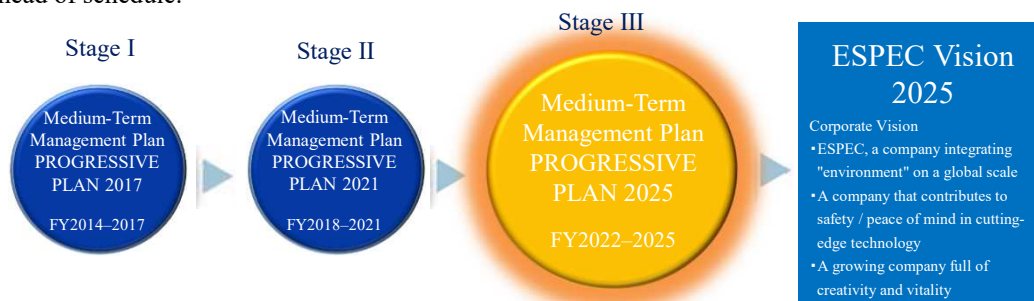 head of schedule.
Stage I
Medium-Term
Management Plan
PROGRESSIVE
PLAN 2017
FY2014–2017
Stage II
Medium-Term
Management Plan
PROGRESSIVE
PLAN 2021
FY2018–2021
Stage III
Medium-Term
Management Plan
PROGRESSIVE
PLAN 2025
FY2022–2025
ESPEC Vision
2025
Corporate Vision
・ESPEC, a company integrating
"environment" on a global scale
・A company that contributes to
safety / peace of mind in cutting-
edge technology
・A growing company full of
creativity and vitality